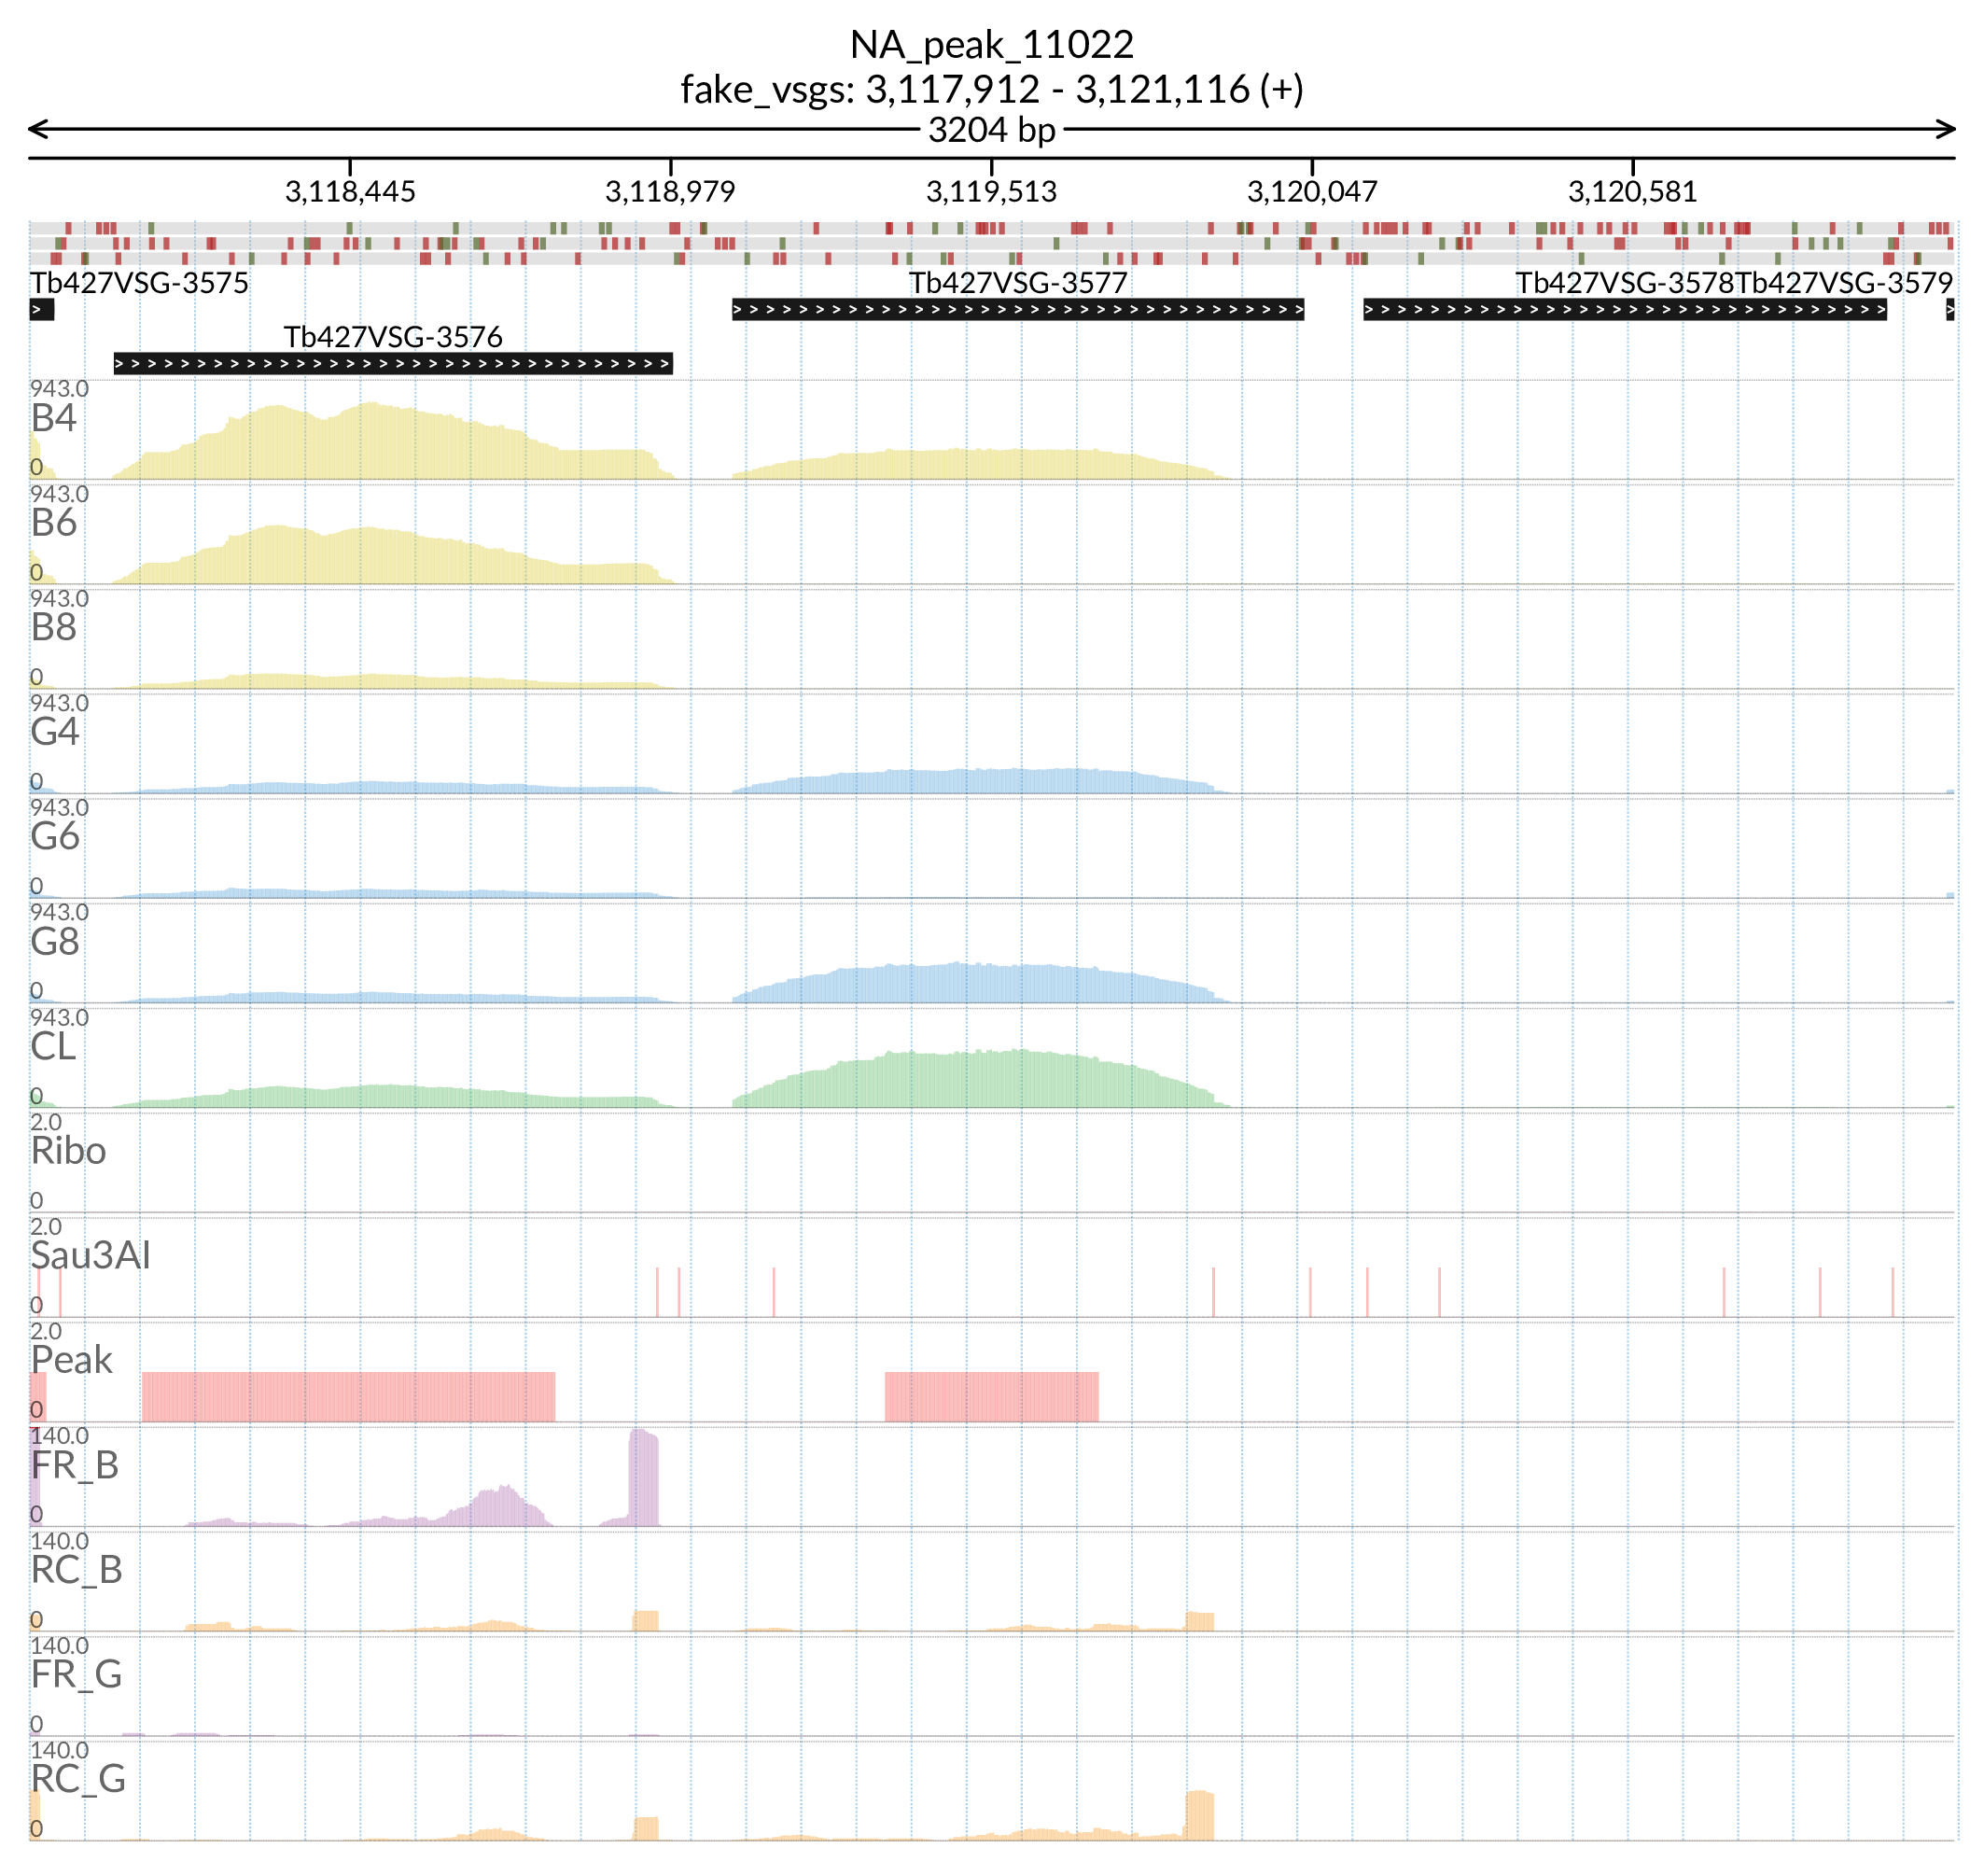 NA_peak_11022
fake_vsgs: 3,117,912 - 3,121,116 (+)
3204 bp
3,118,445 3,118,979 3,119,513 3,120,047 3,120,581
Tb427VSG-3575 Tb427VSG-3577 Tb427VSG-3578 Tb427VSG-3579
Tb427VSG-3576
943.0
B4
0
943.0
B6
0
943.0
B8
0
943.0
G4
0
943.0
G6
0
943.0
G8
0
943.0
CL
0
2.0
Ribo
0
2.0
Sau3AI
0
2.0
Peak
0
140.0
FR_B
0
140.0
RC_B
0
140.0
FR_G
0
140.0
RC_G
0